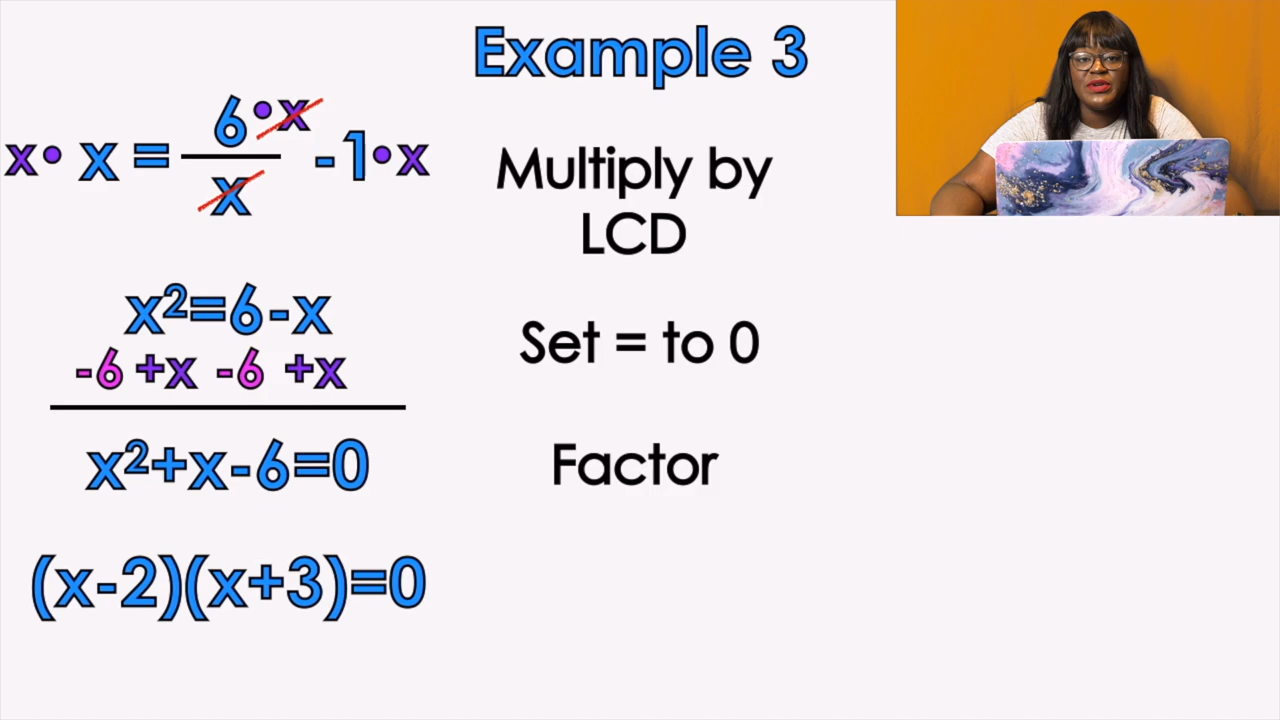 Example 3
x• x = 6•x/x -1•x
Multiply by
LCD
x²=6-x
-6 +x -6 +x
Set = to 0
x²+x-6=0
Factor
(x-2)(x+3)=0